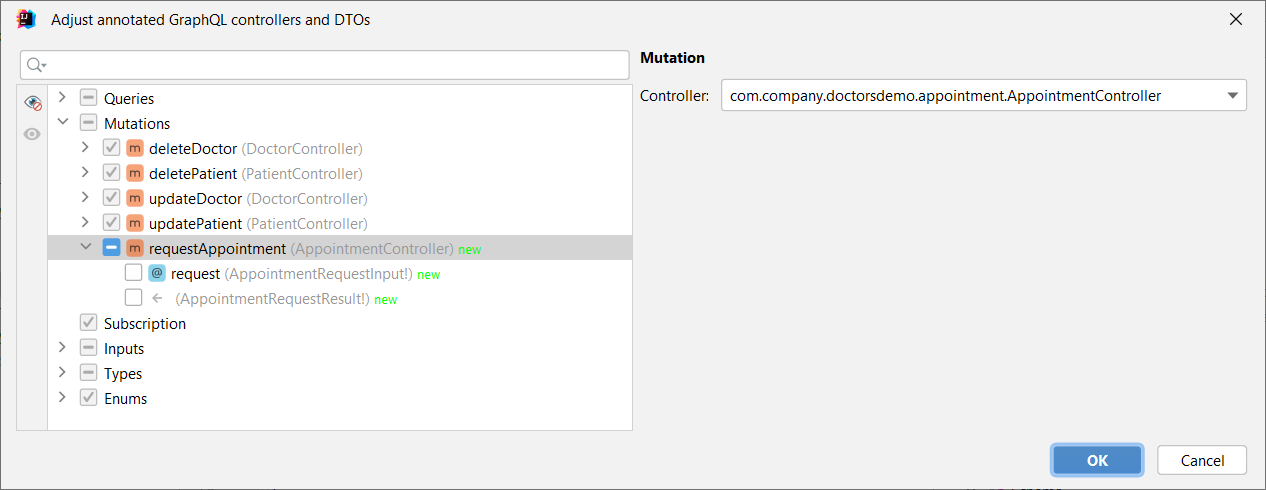 Adjust annotated GraphQL controllers and DTOs
Mutation
Controller: com.company.doctorsdemo.appointment.AppointmentController
Queries
Mutations
m deleteDoctor (DoctorController)
m deletePatient (PatientController)
m updateDoctor (DoctorController)
m updatePatient (PatientController)
m requestAppointment (AppointmentController) new
@ request (AppointmentRequestInput!) new
← (AppointmentRequestResult!) new
Subscription
Inputs
Types
Enums
OK Cancel